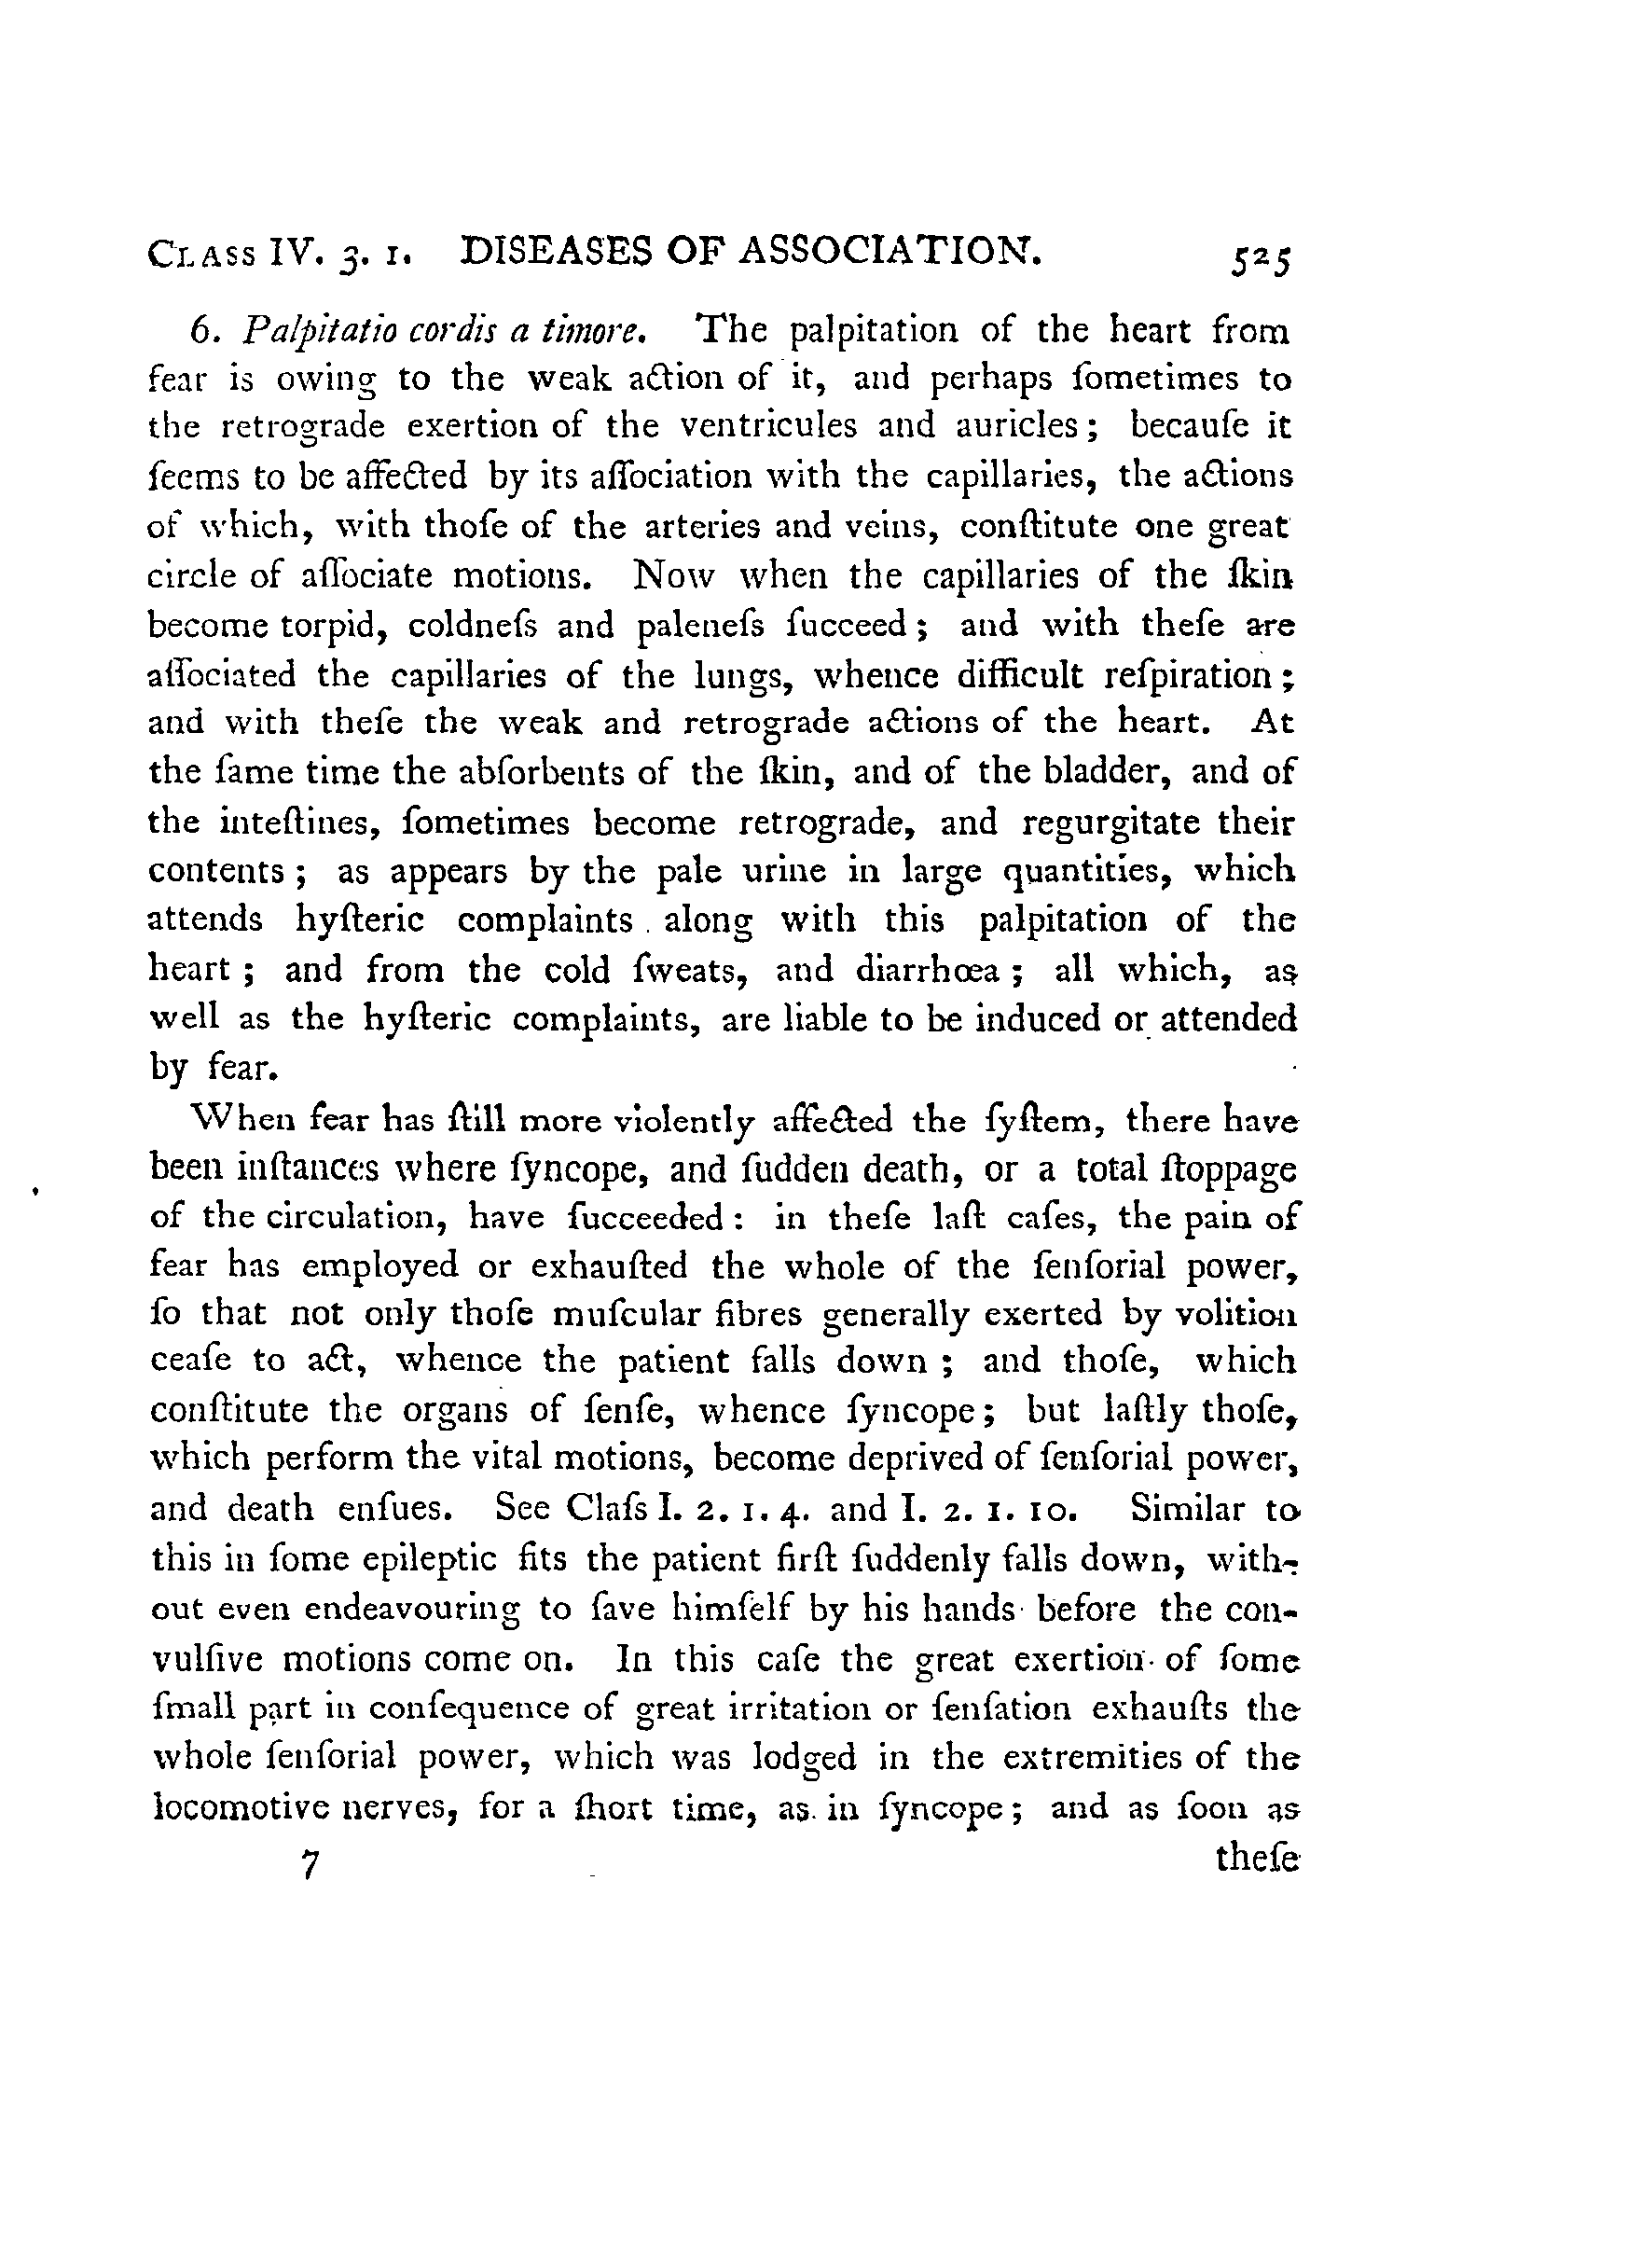 CLASS IV. 3. 1. DISEASES OF ASSOCIATION. 525
6. Palpitatio cordis a timore. The palpitation of the heart from
fear is owing to the weak action of it, and perhaps ſometimes to
the retrograde exertion of the ventricules and auricles; becauſe it
ſeems to be affected by its aſſociation with the capillaries, the actions
of which, with thoſe of the arteries and veins, conſtitute one great
circle of aſſociate motions. Now when the capillaries of the ſkin
become torpid, coldneſs and paleneſs ſucceed; and with theſe are
aſſociated the capillaries of the lungs, whence difficult reſpiration;
and with theſe the weak and retrograde actions of the heart. At
the ſame time the abſorbents of the ſkin, and of the bladder, and of
the inteſtines, ſometimes become retrograde, and regurgitate their
contents; as appears by the pale urine in large quantities, which
attends hyſteric complaints along with this palpitation of the
heart; and from the cold ſweats, and diarrhœa; all which, as
well as the hyſteric complaints, are liable to be induced or attended
by fear.
When fear has ſtill more violently affected the ſyſtem, there have
been inſtances where ſyncope, and ſudden death, or a total ſtoppage
of the circulation, have ſucceeded: in theſe laſt caſes, the pain of
fear has employed or exhauſted the whole of the ſenſorial power,
ſo that not only thoſe muſcular fibres generally exerted by volition
ceaſe to act, whence the patient falls down; and thoſe, which
conſtitute the organs of ſenſe, whence ſyncope; but laſtly thoſe,
which perform the vital motions, become deprived of ſenſorial power,
and death enſues. See Claſs I. 2. 1. 4. and I. 2. 1. 10. Similar to
this in ſome epileptic fits the patient firſt ſuddenly falls down, with-
out even endeavouring to ſave himſelf by his hands before the con-
vulſive motions come on. In this caſe the great exertion of ſome
ſmall part in conſequence of great irritation or ſenſation exhauſts the
whole ſenſorial power, which was lodged in the extremities of the
locomotive nerves, for a ſhort time, as in ſyncope; and as ſoon as
7 theſe